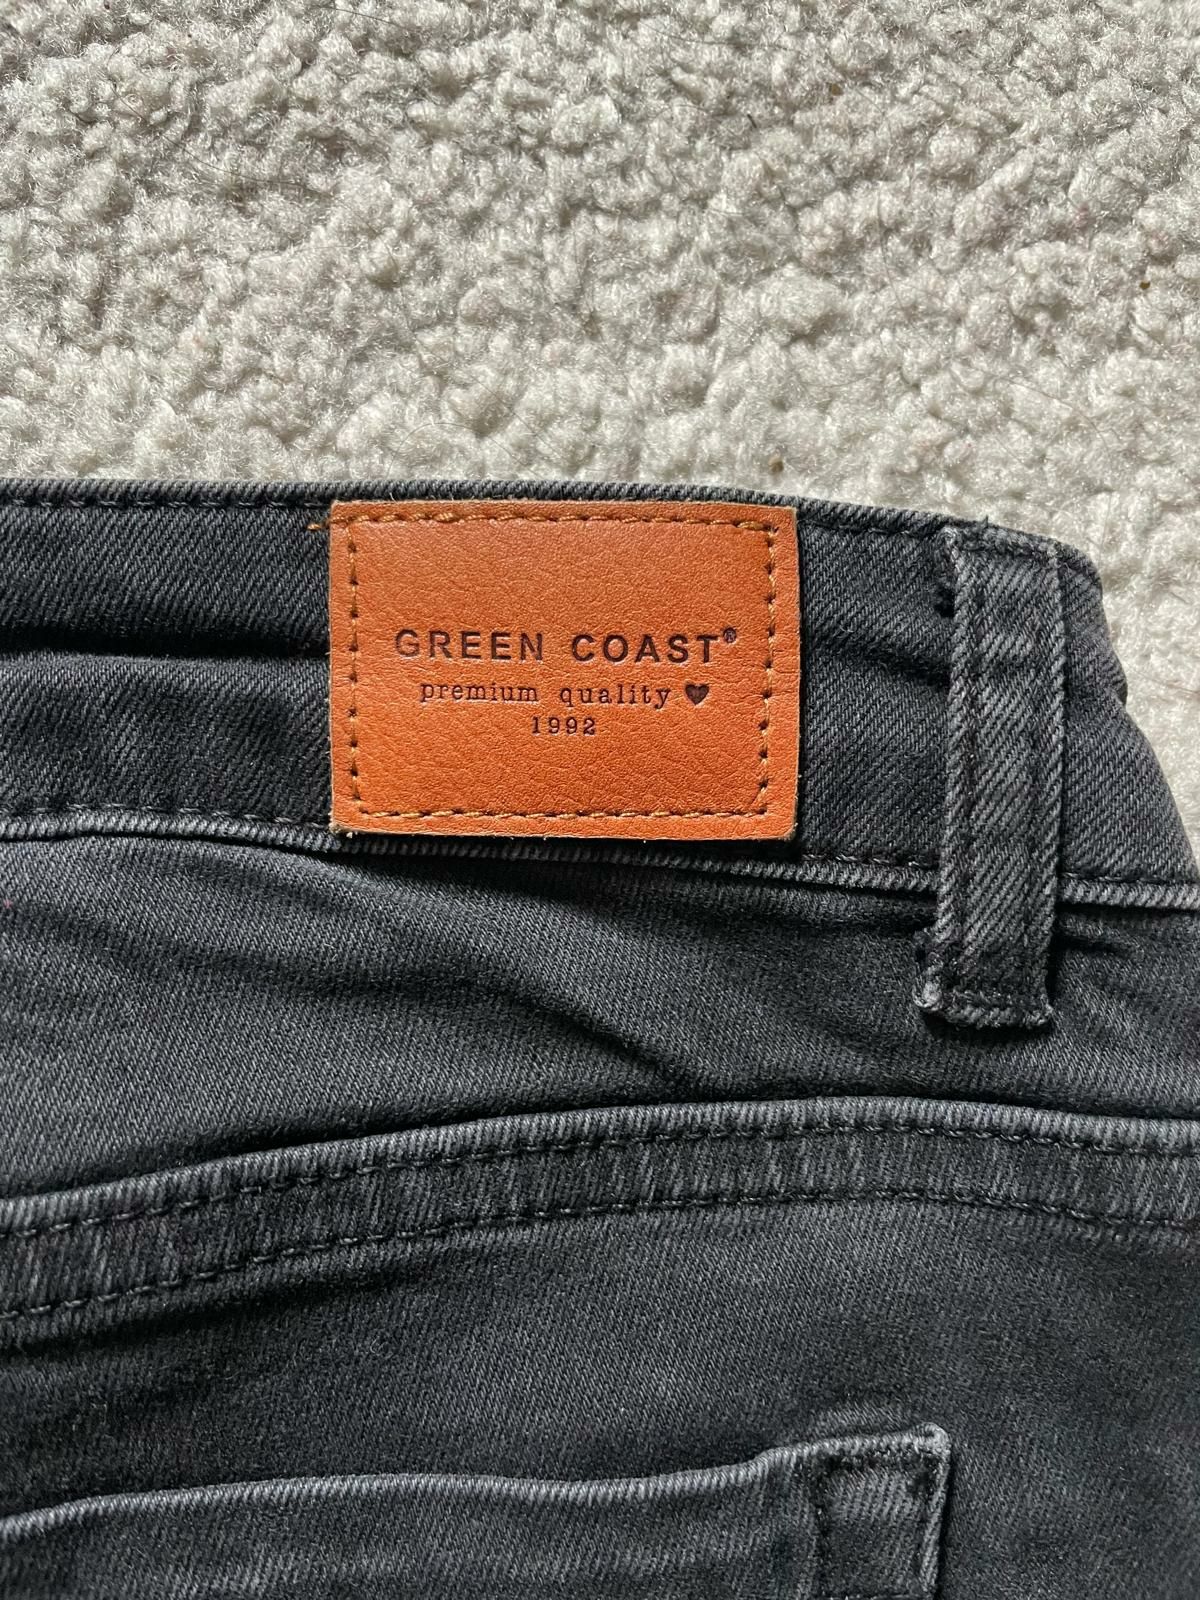 GREEN COAST®
premium quality ♥
1992